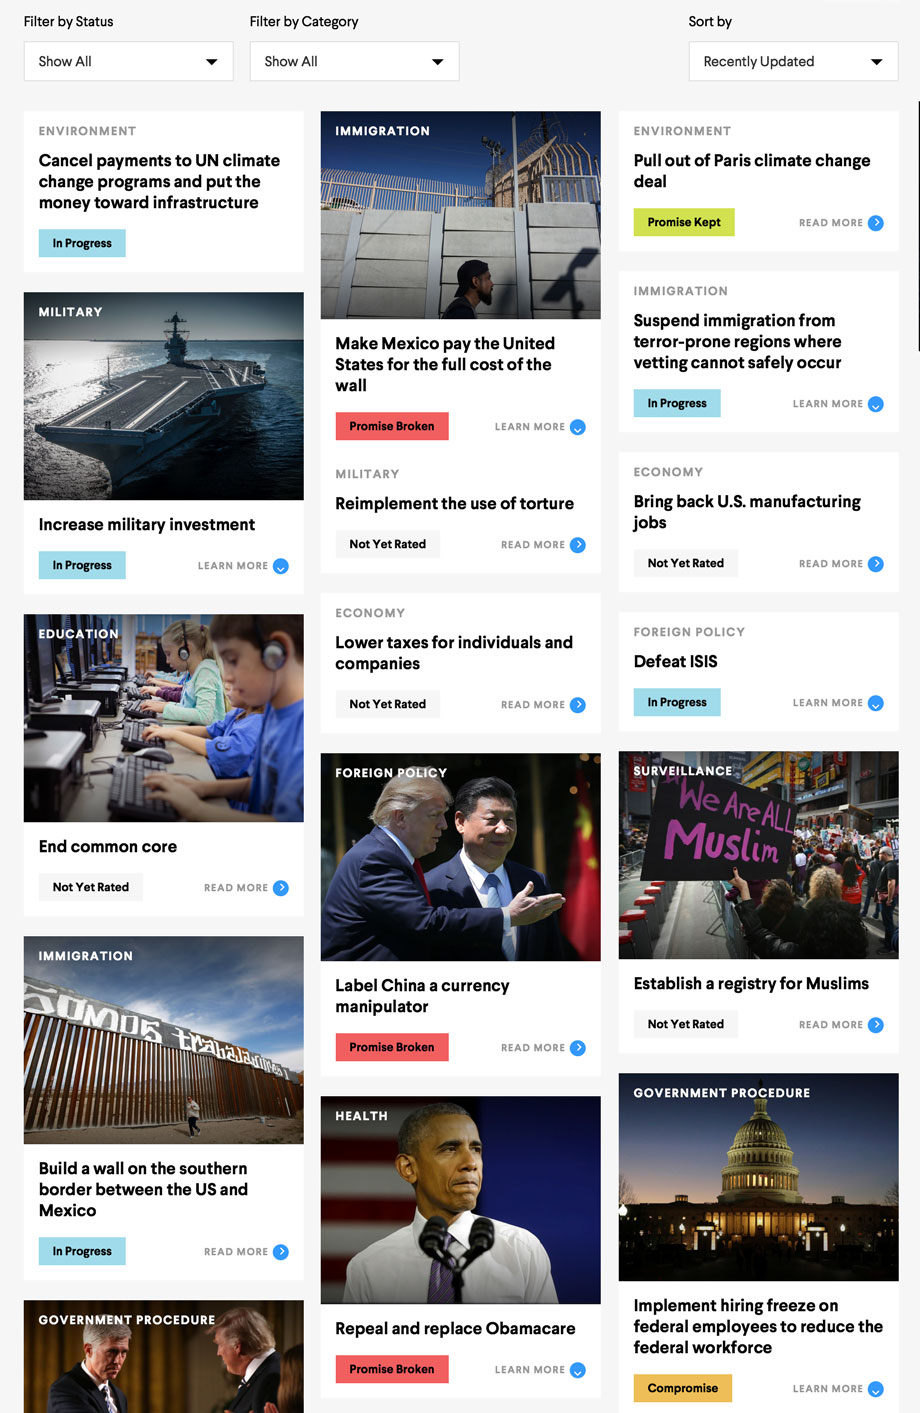 Filter by Status
Filter by Category
Sort by
Show All
Show All
Recently Updated
ENVIRONMENT
Cancel payments to UN climate
change programs and put the
money toward infrastructure
In Progress
MILITARY
Increase military investment
In Progress
LEARN MORE
EDUCATION
End common core
Not Yet Rated
READ MORE
IMMIGRATION
somos trabajadores!
Build a wall on the southern
border between the US and
Mexico
In Progress
READ MORE
GOVERNMENT PROCEDURE
IMMIGRATION
Make Mexico pay the United
States for the full cost of the
wall
Promise Broken
LEARN MORE
MILITARY
Reimplement the use of torture
Not Yet Rated
READ MORE
ECONOMY
Lower taxes for individuals and
companies
Not Yet Rated
READ MORE
FOREIGN POLICY
Label China a currency
manipulator
Promise Broken
READ MORE
HEALTH
Repeal and replace Obamacare
Promise Broken
LEARN MORE
ENVIRONMENT
Pull out of Paris climate change
deal
Promise Kept
READ MORE
IMMIGRATION
Suspend immigration from
terror-prone regions where
vetting cannot safely occur
In Progress
LEARN MORE
ECONOMY
Bring back U.S. manufacturing
jobs
Not Yet Rated
READ MORE
FOREIGN POLICY
Defeat ISIS
In Progress
LEARN MORE
SURVEILLANCE
We Are ALL
Muslim
Establish a registry for Muslims
Not Yet Rated
READ MORE
GOVERNMENT PROCEDURE
Implement hiring freeze on
federal employees to reduce the
federal workforce
Compromise
LEARN MORE